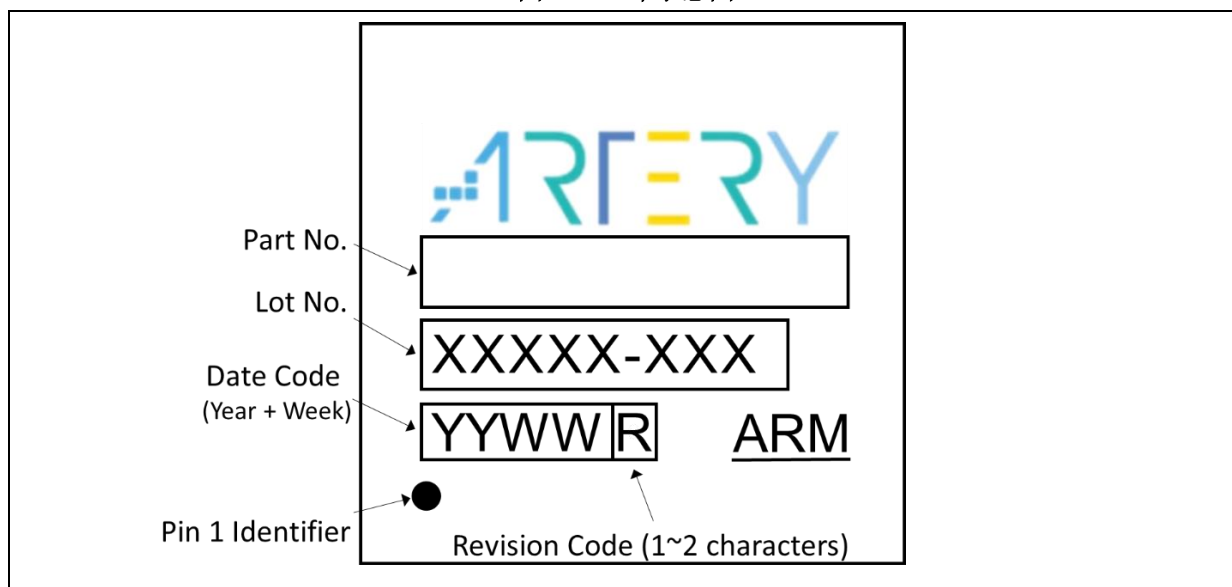 ARTERY
Part No.
Lot No.
XXXXX-XXX
Date Code
(Year + Week)
YYWW R
ARM
Pin 1 Identifier
Revision Code (1~2 characters)